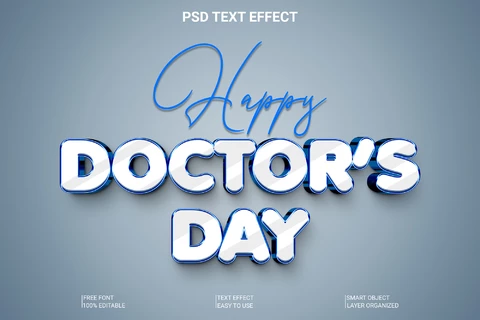 PSD TEXT EFFECT
Happy
DOCTOR'S
DAY
FREE FONT
100% EDITABLE
TEXT EFFECT
EASY TO USE
SMART OBJECT
LAYER ORGANIZED